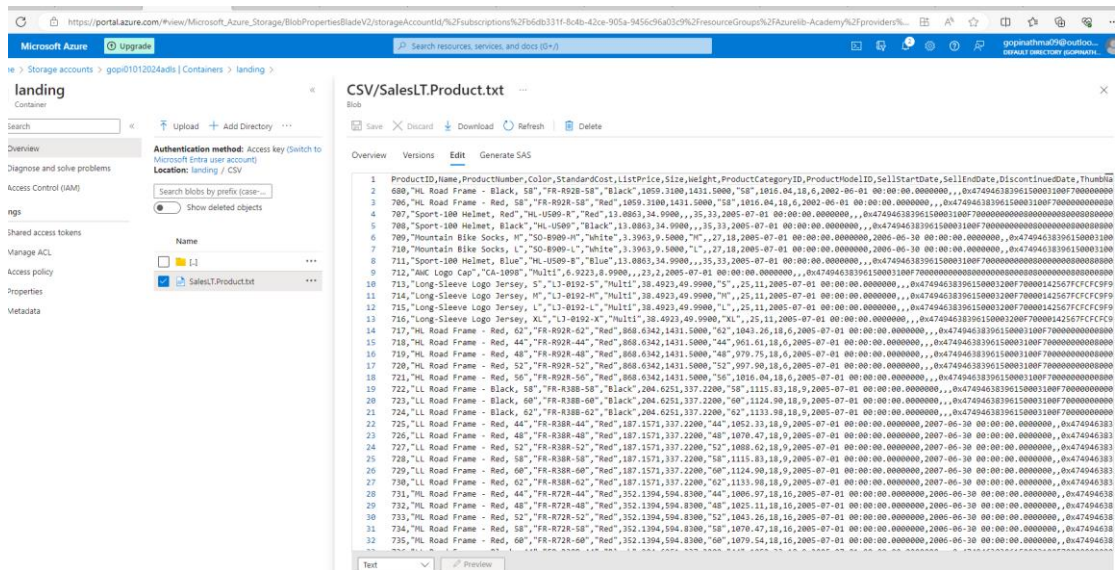 https://portal.azure.com/#view/Microsoft_Azure_Storage/BlobPropertiesBladeV2/storageAccountId/%2Fsubscriptions%2Fb6db331f-8c4b-42ce-905a-9456c96a03c9%2FresourceGroups%2FAzurelib-Academy%2Fproviders%...
Microsoft Azure
Upgrade
Search resources, services, and docs (G+/)
gopinathma09@outloo...
DEFAULT DIRECTORY (GOPINATH...
> Storage accounts > gopi01012024adls | Containers > landing >
landing
Container
Search
Overview
Diagnose and solve problems
Access Control (IAM)
ngs
Shared access tokens
Manage ACL
Access policy
Properties
Metadata
Upload Add Directory ...
Authentication method: Access key (Switch to
Microsoft Entra user account)
Location: landing / CSV
Search blobs by prefix (case-...
Show deleted objects
Name
[..]
SalesLT.Product.txt
CSV/SalesLT.Product.txt ...
Blob
Save Discard Download Refresh Delete
Overview Versions Edit Generate SAS
1 ProductID,Name,ProductNumber,Color,StandardCost,ListPrice,Size,Weight,ProductCategoryID,ProductModelID,SellStartDate,SellEndDate,DiscontinuedDate,ThumbNa
2 680,"HL Road Frame - Black, 58","FR-R92B-58","Black",1059.3100,1431.5000,"58",1016.04,18,6,2002-06-01 00:00:00.0000000,,,
3 706,"HL Road Frame - Red, 58","FR-R92R-58","Red",1059.3100,1431.5000,"58",1016.04,18,6,2002-06-01 00:00:00.0000000,,,
4 707,"Sport-100 Helmet, Red","HL-U509-R","Red",13.0863,34.9900,,,35,33,2005-07-01 00:00:00.0000000,,,
5 708,"Sport-100 Helmet, Black","HL-U509","Black",13.0863,34.9900,,,35,33,2005-07-01 00:00:00.0000000,,,
6 709,"Mountain Bike Socks, M","SO-B909-M","White",3.3963,9.5000,"M",,27,18,2005-07-01 00:00:00.0000000,2006-06-30 00:00:00.0000000,,
7 710,"Mountain Bike Socks, L","SO-B909-L","White",3.3963,9.5000,"L",,27,18,2005-07-01 00:00:00.0000000,2006-06-30 00:00:00.0000000,,
8 711,"Sport-100 Helmet, Blue","HL-U509-B","Blue",13.0863,34.9900,,,35,33,2005-07-01 00:00:00.0000000,,,
9 712,"AWC Logo Cap","CA-1098","Multi",6.9223,8.9900,,,23,2,2005-07-01 00:00:00.0000000,,,
10 713,"Long-Sleeve Logo Jersey, S","LJ-0192-S","Multi",38.4923,49.9900,"S",,25,11,2005-07-01 00:00:00.0000000,,,
11 714,"Long-Sleeve Logo Jersey, M","LJ-0192-M","Multi",38.4923,49.9900,"M",,25,11,2005-07-01 00:00:00.0000000,,,
12 715,"Long-Sleeve Logo Jersey, L","LJ-0192-L","Multi",38.4923,49.9900,"L",,25,11,2005-07-01 00:00:00.0000000,,,
13 716,"Long-Sleeve Logo Jersey, XL","LJ-0192-X","Multi",38.4923,49.9900,"XL",,25,11,2005-07-01 00:00:00.0000000,,,
14 717,"HL Road Frame - Red, 62","FR-R92R-62","Red",868.6342,1431.5000,"62",1043.26,18,6,2005-07-01 00:00:00.0000000,,,
15 718,"HL Road Frame - Red, 44","FR-R92R-44","Red",868.6342,1431.5000,"44",961.61,18,6,2005-07-01 00:00:00.0000000,,,
16 719,"HL Road Frame - Red, 48","FR-R92R-48","Red",868.6342,1431.5000,"48",979.75,18,6,2005-07-01 00:00:00.0000000,,,
17 720,"HL Road Frame - Red, 52","FR-R92R-52","Red",868.6342,1431.5000,"52",997.90,18,6,2005-07-01 00:00:00.0000000,,,
18 721,"HL Road Frame - Red, 56","FR-R92R-56","Red",868.6342,1431.5000,"56",1016.04,18,6,2005-07-01 00:00:00.0000000,,,
19 722,"LL Road Frame - Black, 58","FR-R38B-58","Black",204.6251,337.2200,"58",1115.83,18,9,2005-07-01 00:00:00.0000000,,,
20 723,"LL Road Frame - Black, 60","FR-R38B-60","Black",204.6251,337.2200,"60",1124.90,18,9,2005-07-01 00:00:00.0000000,,,
21 724,"LL Road Frame - Black, 62","FR-R38B-62","Black",204.6251,337.2200,"62",1133.98,18,9,2005-07-01 00:00:00.0000000,,,
22 725,"LL Road Frame - Red, 44","FR-R38R-44","Red",187.1571,337.2200,"44",1052.33,18,9,2005-07-01 00:00:00.0000000,2007-06-30 00:00:00.0000000,,
23 726,"LL Road Frame - Red, 48","FR-R38R-48","Red",187.1571,337.2200,"48",1070.47,18,9,2005-07-01 00:00:00.0000000,2007-06-30 00:00:00.0000000,,
24 727,"LL Road Frame - Red, 52","FR-R38R-52","Red",187.1571,337.2200,"52",1088.62,18,9,2005-07-01 00:00:00.0000000,2007-06-30 00:00:00.0000000,,
25 728,"LL Road Frame - Red, 58","FR-R38R-58","Red",187.1571,337.2200,"58",1115.83,18,9,2005-07-01 00:00:00.0000000,2007-06-30 00:00:00.0000000,,
26 729,"LL Road Frame - Red, 60","FR-R38R-60","Red",187.1571,337.2200,"60",1124.90,18,9,2005-07-01 00:00:00.0000000,2007-06-30 00:00:00.0000000,,
27 730,"LL Road Frame - Red, 62","FR-R38R-62","Red",187.1571,337.2200,"62",1133.98,18,9,2005-07-01 00:00:00.0000000,2007-06-30 00:00:00.0000000,,
28 731,"ML Road Frame - Red, 44","FR-R72R-44","Red",352.1394,594.8300,"44",1006.97,18,16,2005-07-01 00:00:00.0000000,2006-06-30 00:00:00.0000000,,
29 732,"ML Road Frame - Red, 48","FR-R72R-48","Red",352.1394,594.8300,"48",1025.11,18,16,2005-07-01 00:00:00.0000000,2006-06-30 00:00:00.0000000,,
30 733,"ML Road Frame - Red, 52","FR-R72R-52","Red",352.1394,594.8300,"52",1043.26,18,16,2005-07-01 00:00:00.0000000,2006-06-30 00:00:00.0000000,,
31 734,"ML Road Frame - Red, 58","FR-R72R-58","Red",352.1394,594.8300,"58",1070.47,18,16,2005-07-01 00:00:00.0000000,2006-06-30 00:00:00.0000000,,
32 735,"ML Road Frame - Red, 60","FR-R72R-60","Red",352.1394,594.8300,"60",1079.54,18,16,2005-07-01 00:00:00.0000000,2006-06-30 00:00:00.0000000,,
Text
Preview